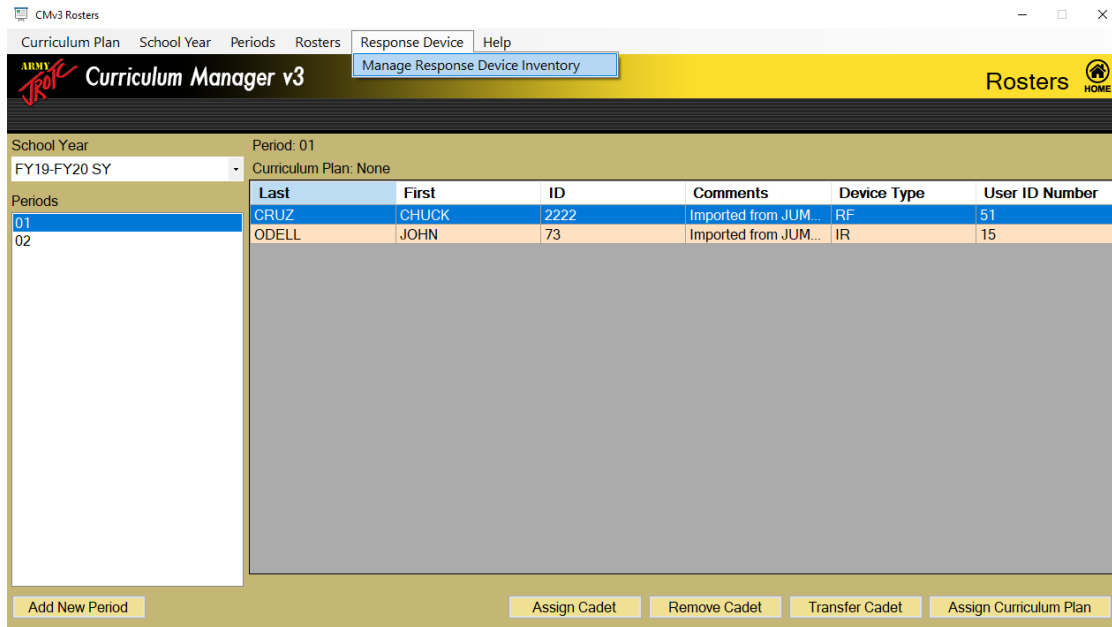 CMv3 Rosters
Curriculum Plan School Year Periods Rosters Response Device Help
Manage Response Device Inventory
ARMY JROTC Curriculum Manager v3 Rosters HOME
School Year Period: 01
FY19-FY20 SY Curriculum Plan: None
Periods Last First ID Comments Device Type User ID Number
01 CRUZ CHUCK 2222 Imported from JUM... RF 51
02 ODELL JOHN 73 Imported from JUM... IR 15
Add New Period Assign Cadet Remove Cadet Transfer Cadet Assign Curriculum Plan